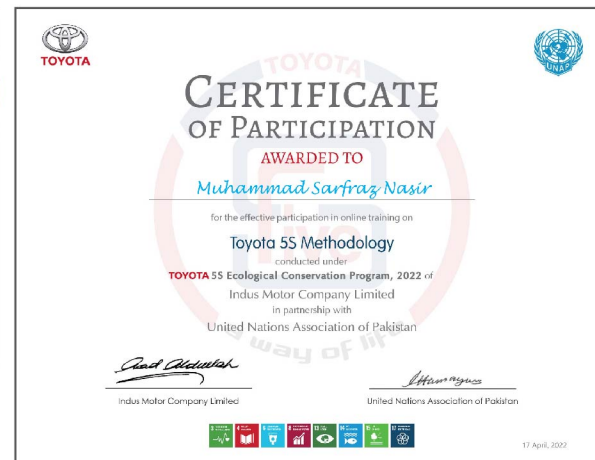 TOYOTA
UNAP
TOYOTA
CERTIFICATE
OF PARTICIPATION
AWARDED TO
Muhammad Sarfraz Nasir
for the effective participation in online training on
Toyota 5S Methodology
conducted under
TOYOTA 5S Ecological Conservation Program, 2022 of
Indus Motor Company Limited
in partnership with
United Nations Association of Pakistan
a way of life
Indus Motor Company Limited
United Nations Association of Pakistan
17 April, 2022